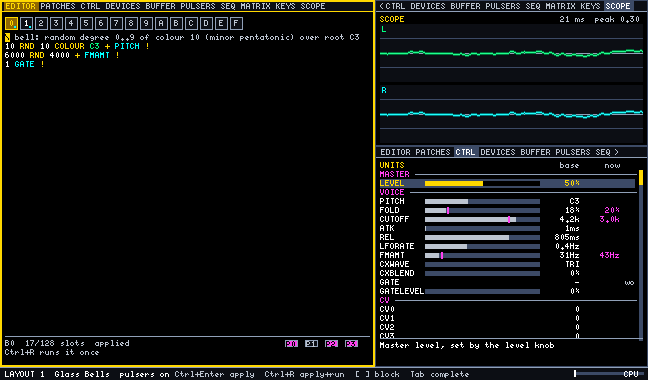 EDITOR PATCHES CTRL DEVICES BUFFER PULSERS SEQ MATRIX KEYS SCOPE
0 1 2 3 4 5 6 7 8 9 A B C D E F
\ bell: random degree 0..9 of colour 10 (minor pentatonic) over root C3
10 RND 10 COLOUR C3 + PITCH !
6000 RND 4000 + FMAMT !
1 GATE !
B0 17/128 slots applied
P0 P1 P2 P3
Ctrl+R runs it once
< CTRL DEVICES BUFFER PULSERS SEQ MATRIX KEYS SCOPE
SCOPE 21 ms peak 0.30
L
R
EDITOR PATCHES CTRL DEVICES BUFFER PULSERS SEQ >
UNITS base now
MASTER
LEVEL 50%
VOICE
PITCH C3
FOLD 18% 20%
CUTOFF 4.2k 3.0k
ATK 1ms
REL 805ms
LFORATE 0.4Hz
FMAMT 31Hz 43Hz
CXWAVE TRI
CXBLEND 0%
GATE - wo
GATELEVEL 0%
CV
CV0 0
CV1 0
CV2 0
CV3 0
Master level, set by the level knob
LAYOUT 1 Glass Bells pulsers on Ctrl+Enter apply Ctrl+R apply+run [ ] block Tab complete CPU